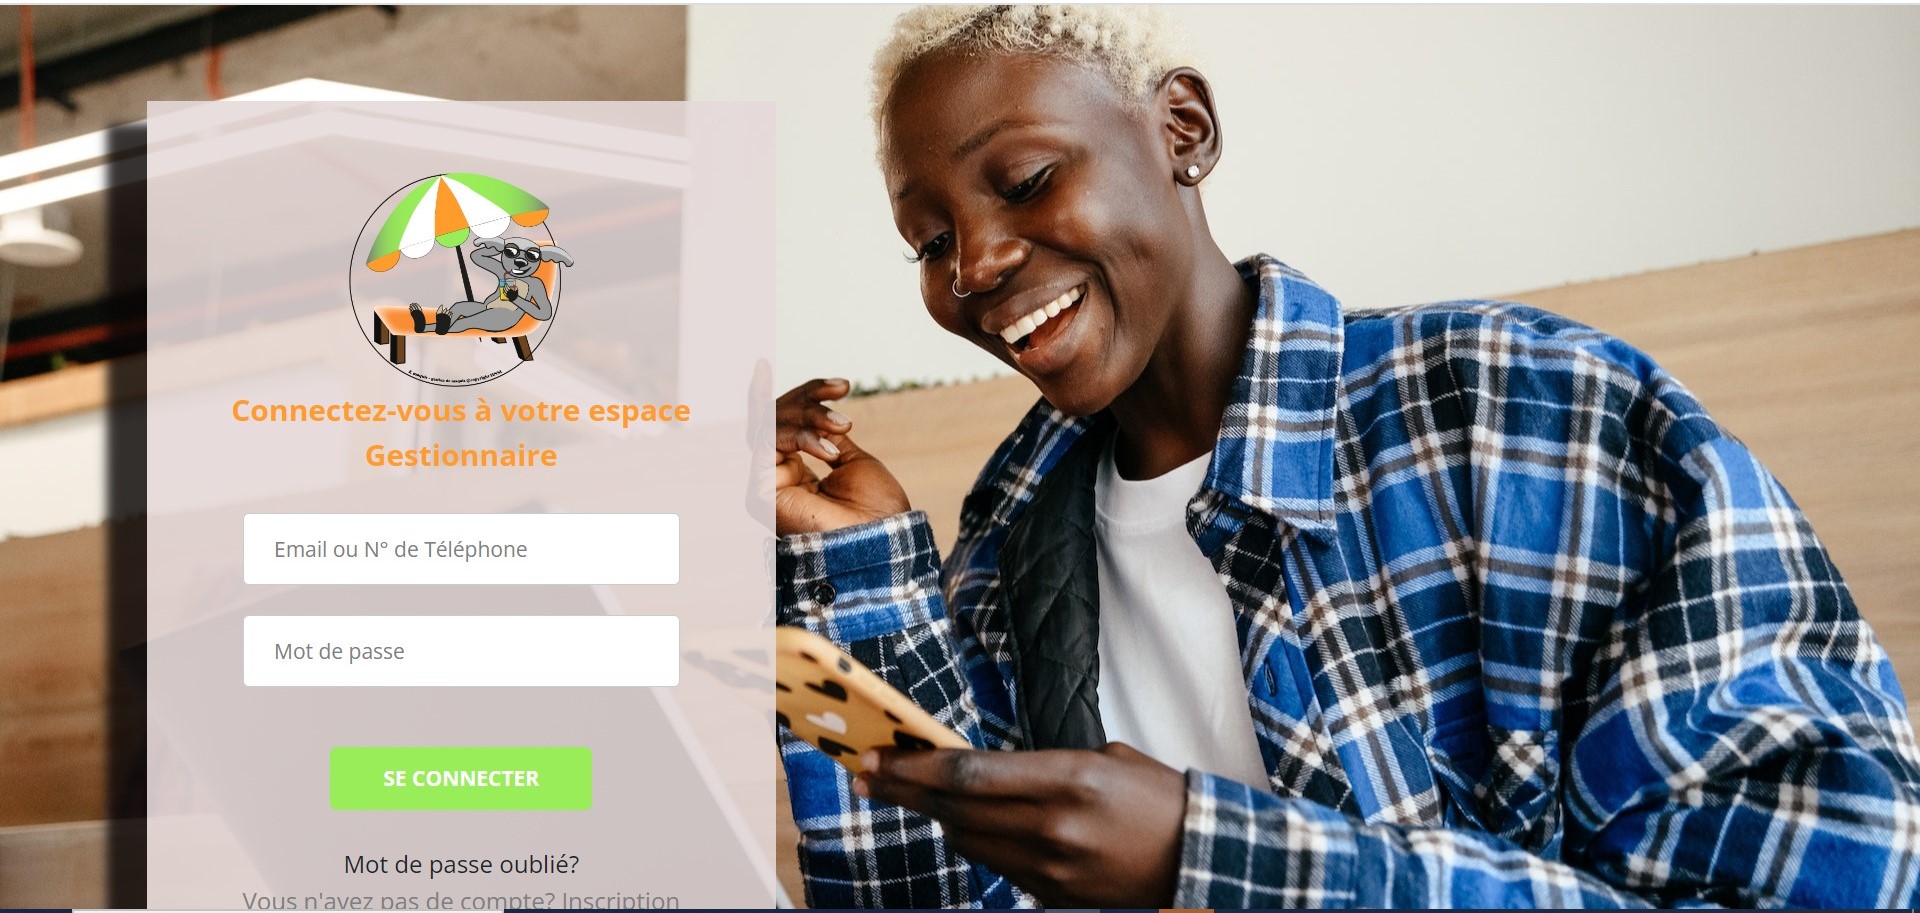 Connectez-vous à votre espace
Gestionnaire
Email ou N° de Téléphone
Mot de passe
SE CONNECTER
Mot de passe oublié?
Vous n'avez pas de compte? Inscription